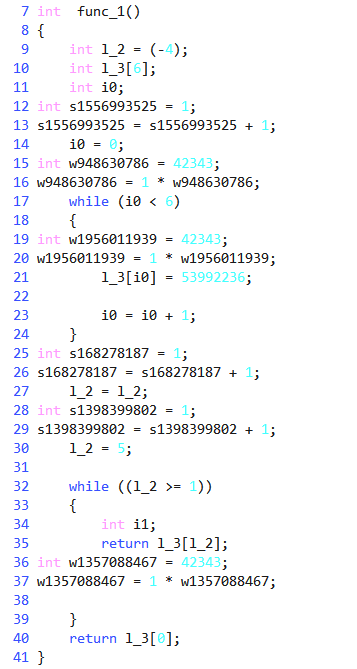 7 int  func_1()
8 {
9     int l_2 = (-4);
10     int l_3[6];
11     int i0;
12 int s1556993525 = 1;
13 s1556993525 = s1556993525 + 1;
14     i0 = 0;
15 int w948630786 = 42343;
16 w948630786 = 1 * w948630786;
17     while (i0 < 6)
18     {
19 int w1956011939 = 42343;
20 w1956011939 = 1 * w1956011939;
21         l_3[i0] = 53992236;
22
23         i0 = i0 + 1;
24     }
25 int s168278187 = 1;
26 s168278187 = s168278187 + 1;
27     l_2 = l_2;
28 int s1398399802 = 1;
29 s1398399802 = s1398399802 + 1;
30     l_2 = 5;
31
32     while ((l_2 >= 1))
33     {
34         int i1;
35         return l_3[l_2];
36 int w1357088467 = 42343;
37 w1357088467 = 1 * w1357088467;
38
39     }
40     return l_3[0];
41 }